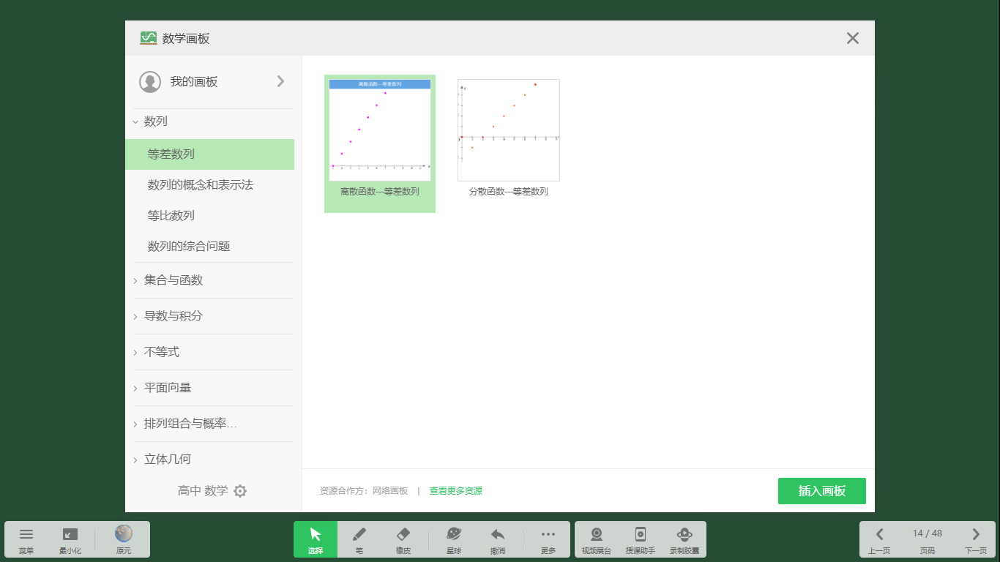 数学画板
我的画板
数列
等差数列
数列的概念和表示法
等比数列
数列的综合问题
集合与函数
导数与积分
不等式
平面向量
排列组合与概率...
立体几何
高中 数学
离散函数---等差数列
离散函数---等差数列
分散函数---等差数列
资源合作方：网络画板 | 查看更多资源
插入画板
菜单
最小化
原元
选择
笔
橡皮
星球
撤消
更多
视频展台
授课助手
录制胶囊
上一页
14 / 48
页码
下一页